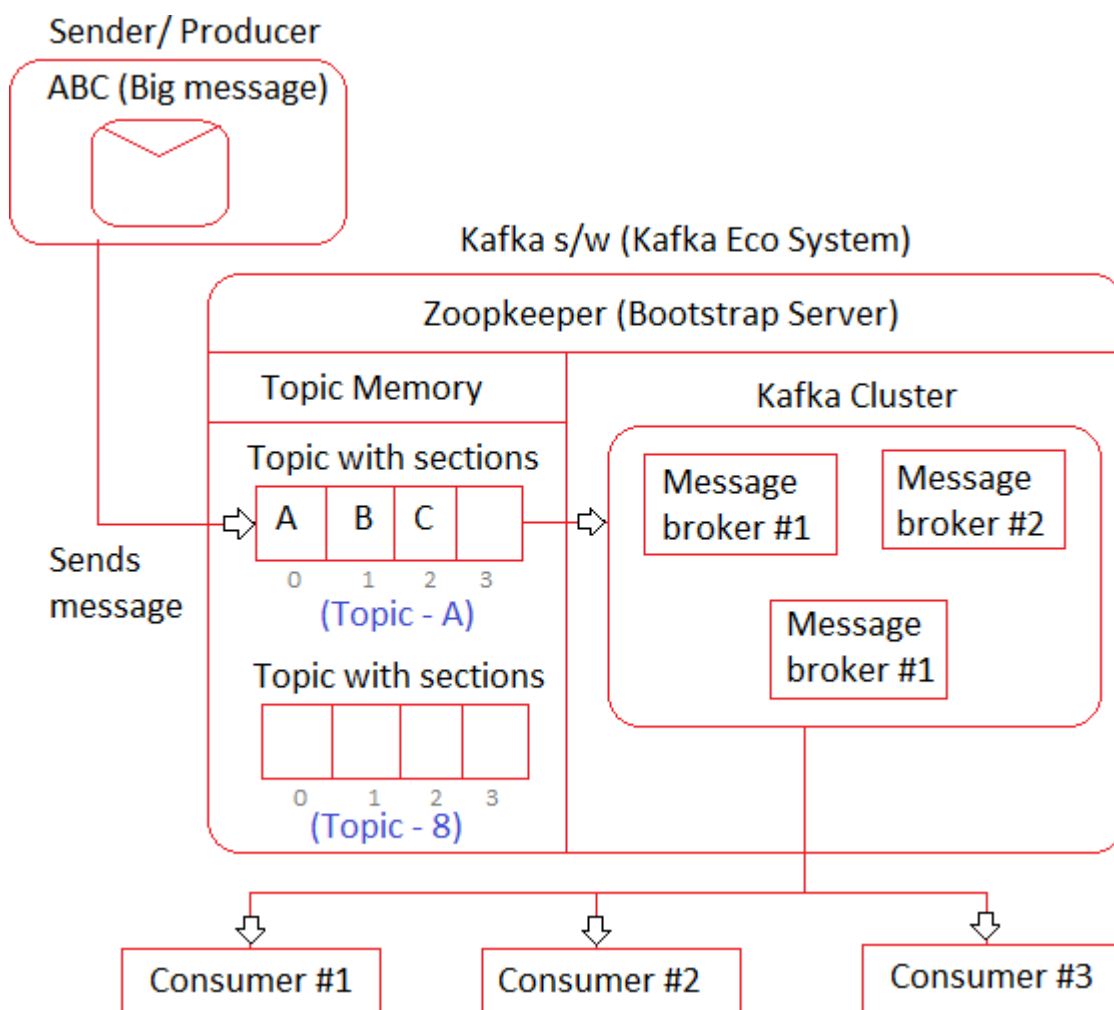 Sender/ Producer
ABC (Big message)
Kafka s/w (Kafka Eco System)
Zoopkeeper (Bootstrap Server)
Topic Memory
Kafka Cluster
Topic with sections
A B C
0 1 2 3
(Topic - A)
Sends
message
Message
broker #1
Message
broker #2
Message
broker #1
Topic with sections
0 1 2 3
(Topic - 8)
Consumer #1
Consumer #2
Consumer #3